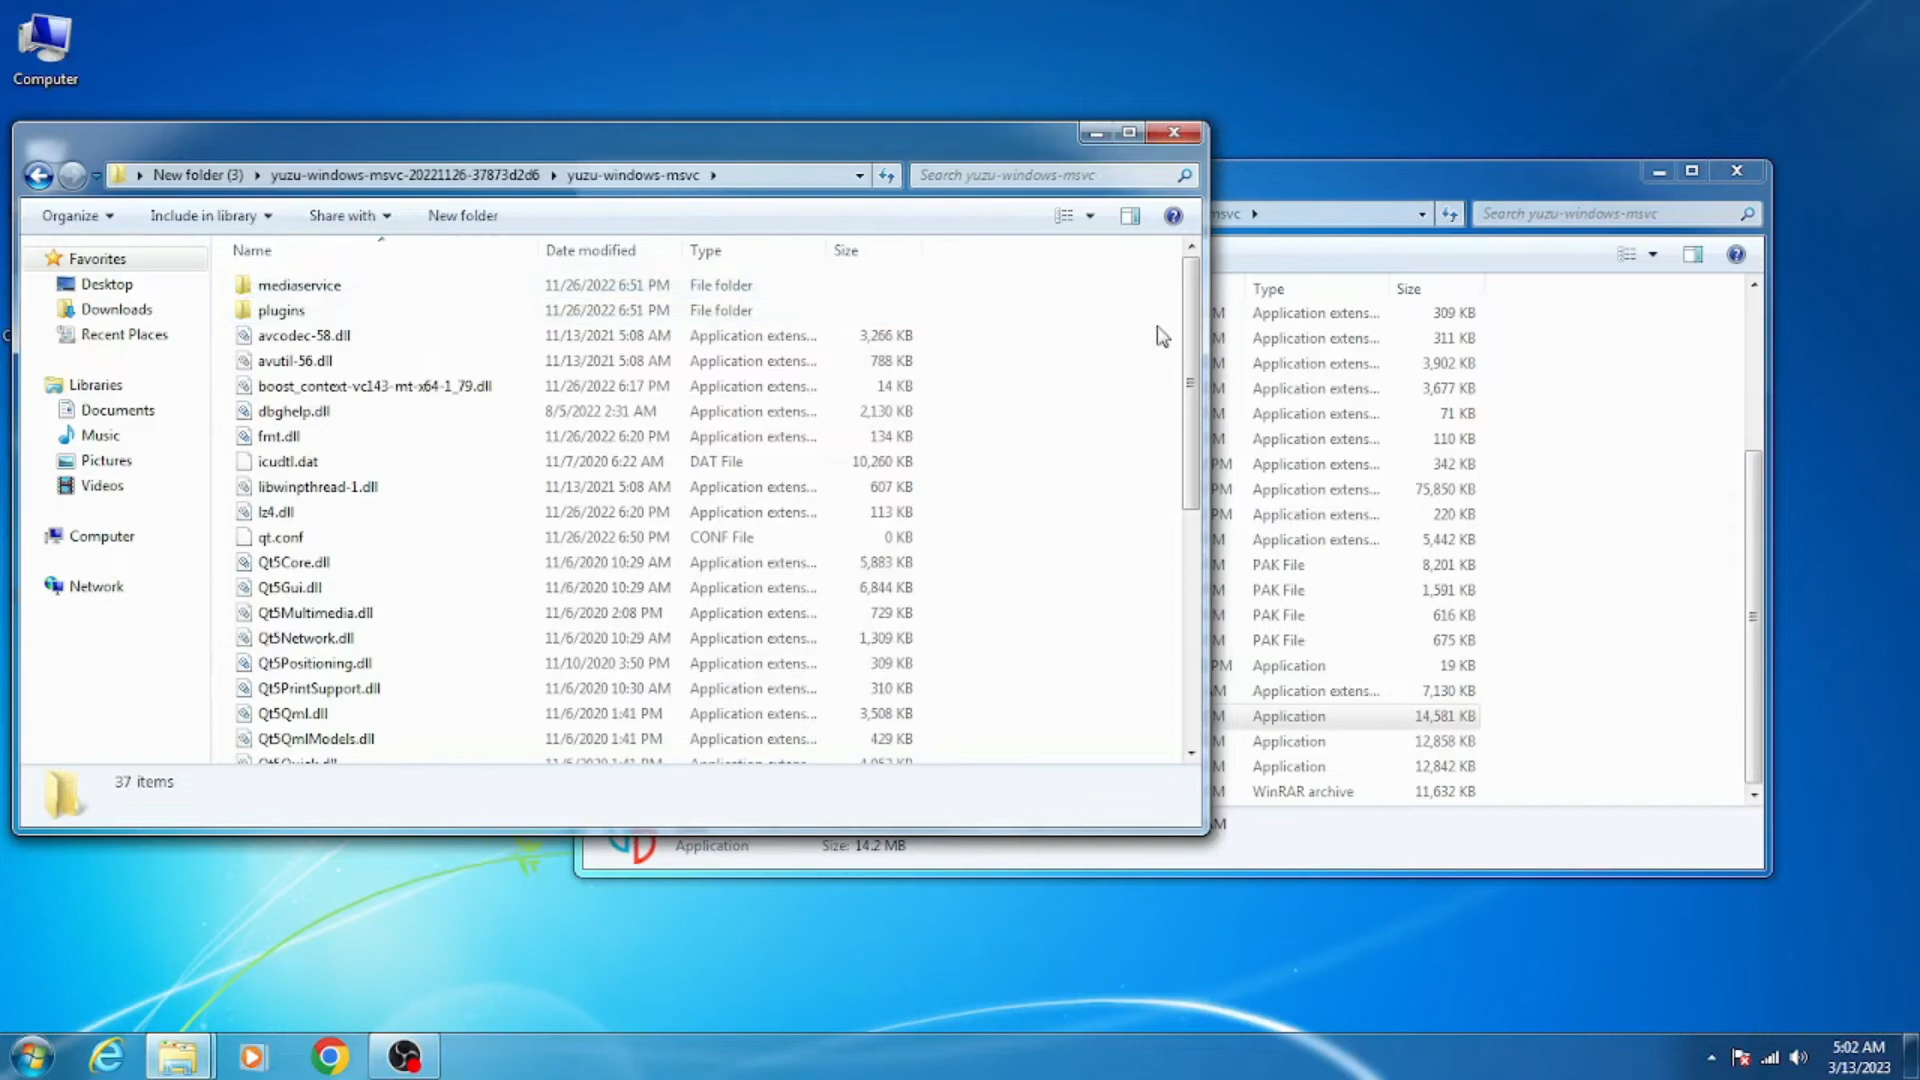 Computer
New folder (3) yuzu-windows-msvc-20221126-37873d2d6 yuzu-windows-msvc
Search yuzu-windows-msvc
Organize Include in library Share with New folder
Name Date modified Type Size
Favorites
Desktop
Downloads
Recent Places
Libraries
Documents
Music
Pictures
Videos
Computer
Network
mediaservice 11/26/2022 6:51 PM File folder
plugins 11/26/2022 6:51 PM File folder
avcodec-58.dll 11/13/2021 5:08 AM Application extens... 3,266 KB
avutil-56.dll 11/13/2021 5:08 AM Application extens... 788 KB
boost_context-vc143-mt-x64-1_79.dll 11/26/2022 6:17 PM Application extens... 14 KB
dbghelp.dll 8/5/2022 2:31 AM Application extens... 2,130 KB
fmt.dll 11/26/2022 6:20 PM Application extens... 134 KB
icudtl.dat 11/7/2020 6:22 AM DAT File 10,260 KB
libwinpthread-1.dll 11/13/2021 5:08 AM Application extens... 607 KB
lz4.dll 11/26/2022 6:20 PM Application extens... 113 KB
qt.conf 11/26/2022 6:50 PM CONF File 0 KB
Qt5Core.dll 11/6/2020 10:29 AM Application extens... 5,883 KB
Qt5Gui.dll 11/6/2020 10:29 AM Application extens... 6,844 KB
Qt5Multimedia.dll 11/6/2020 2:08 PM Application extens... 729 KB
Qt5Network.dll 11/6/2020 10:29 AM Application extens... 1,309 KB
Qt5Positioning.dll 11/10/2020 3:50 PM Application extens... 309 KB
Qt5PrintSupport.dll 11/6/2020 10:30 AM Application extens... 310 KB
Qt5Qml.dll 11/6/2020 1:41 PM Application extens... 3,508 KB
Qt5QmlModels.dll 11/6/2020 1:41 PM Application extens... 429 KB
37 items
msvc
Search yuzu-windows-msvc
Type Size
M Application extens... 309 KB
M Application extens... 311 KB
M Application extens... 3,902 KB
M Application extens... 3,677 KB
M Application extens... 71 KB
M Application extens... 110 KB
PM Application extens... 342 KB
PM Application extens... 75,850 KB
PM Application extens... 220 KB
M Application extens... 5,442 KB
M PAK File 8,201 KB
M PAK File 1,591 KB
M PAK File 616 KB
M PAK File 675 KB
PM Application 19 KB
AM Application extens... 7,130 KB
M Application 14,581 KB
M Application 12,858 KB
M Application 12,842 KB
M WinRAR archive 11,632 KB
M
Application Size: 14.2 MB
5:02 AM
3/13/2023